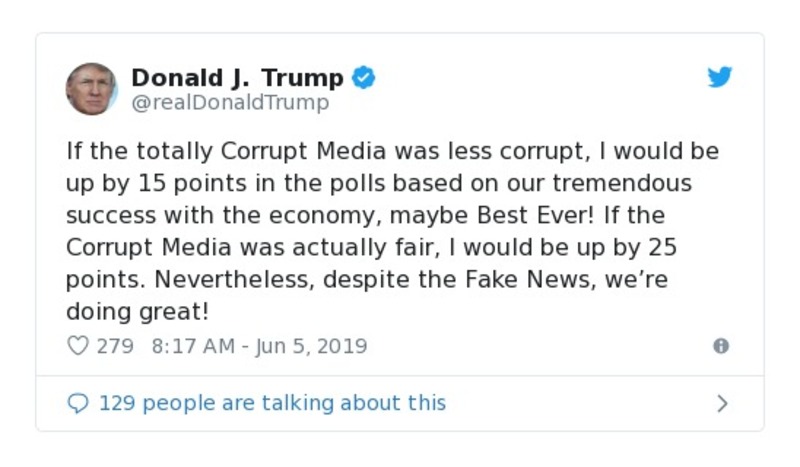 Donald J. Trump
@realDonaldTrump
If the totally Corrupt Media was less corrupt, I would be
up by 15 points in the polls based on our tremendous
success with the economy, maybe Best Ever! If the
Corrupt Media was actually fair, I would be up by 25
points. Nevertheless, despite the Fake News, we’re
doing great!
279 8:17 AM - Jun 5, 2019
129 people are talking about this